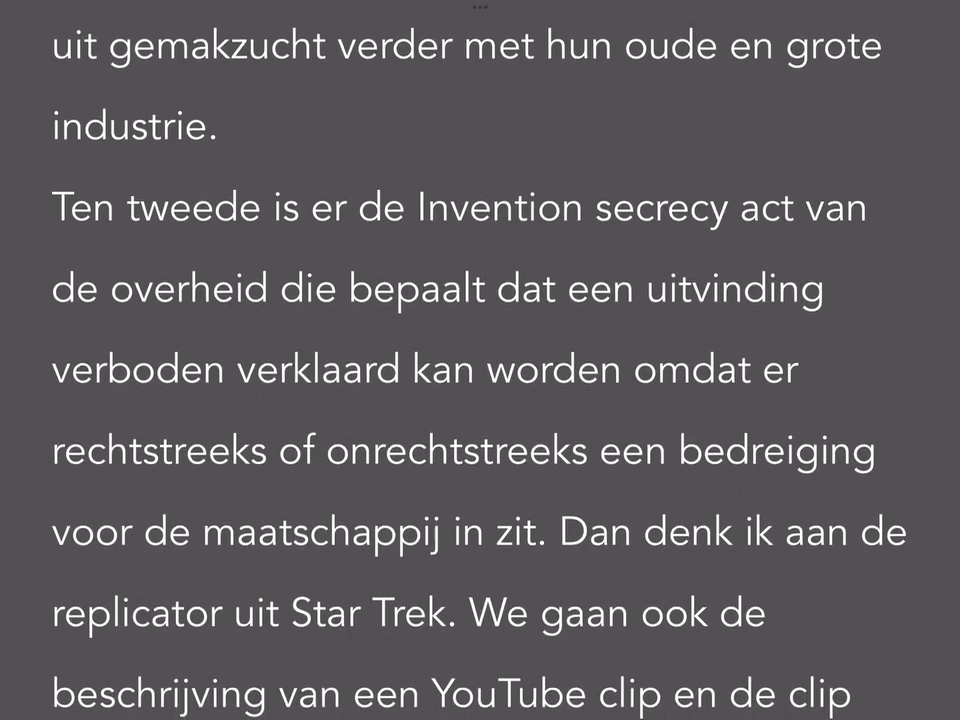 uit gemakzucht verder met hun oude en grote
industrie.
Ten tweede is er de Invention secrecy act van
de overheid die bepaalt dat een uitvinding
verboden verklaard kan worden omdat er
rechtstreeks of onrechtstreeks een bedreiging
voor de maatschappij in zit. Dan denk ik aan de
replicator uit Star Trek. We gaan ook de
beschrijving van een YouTube clip en de clip